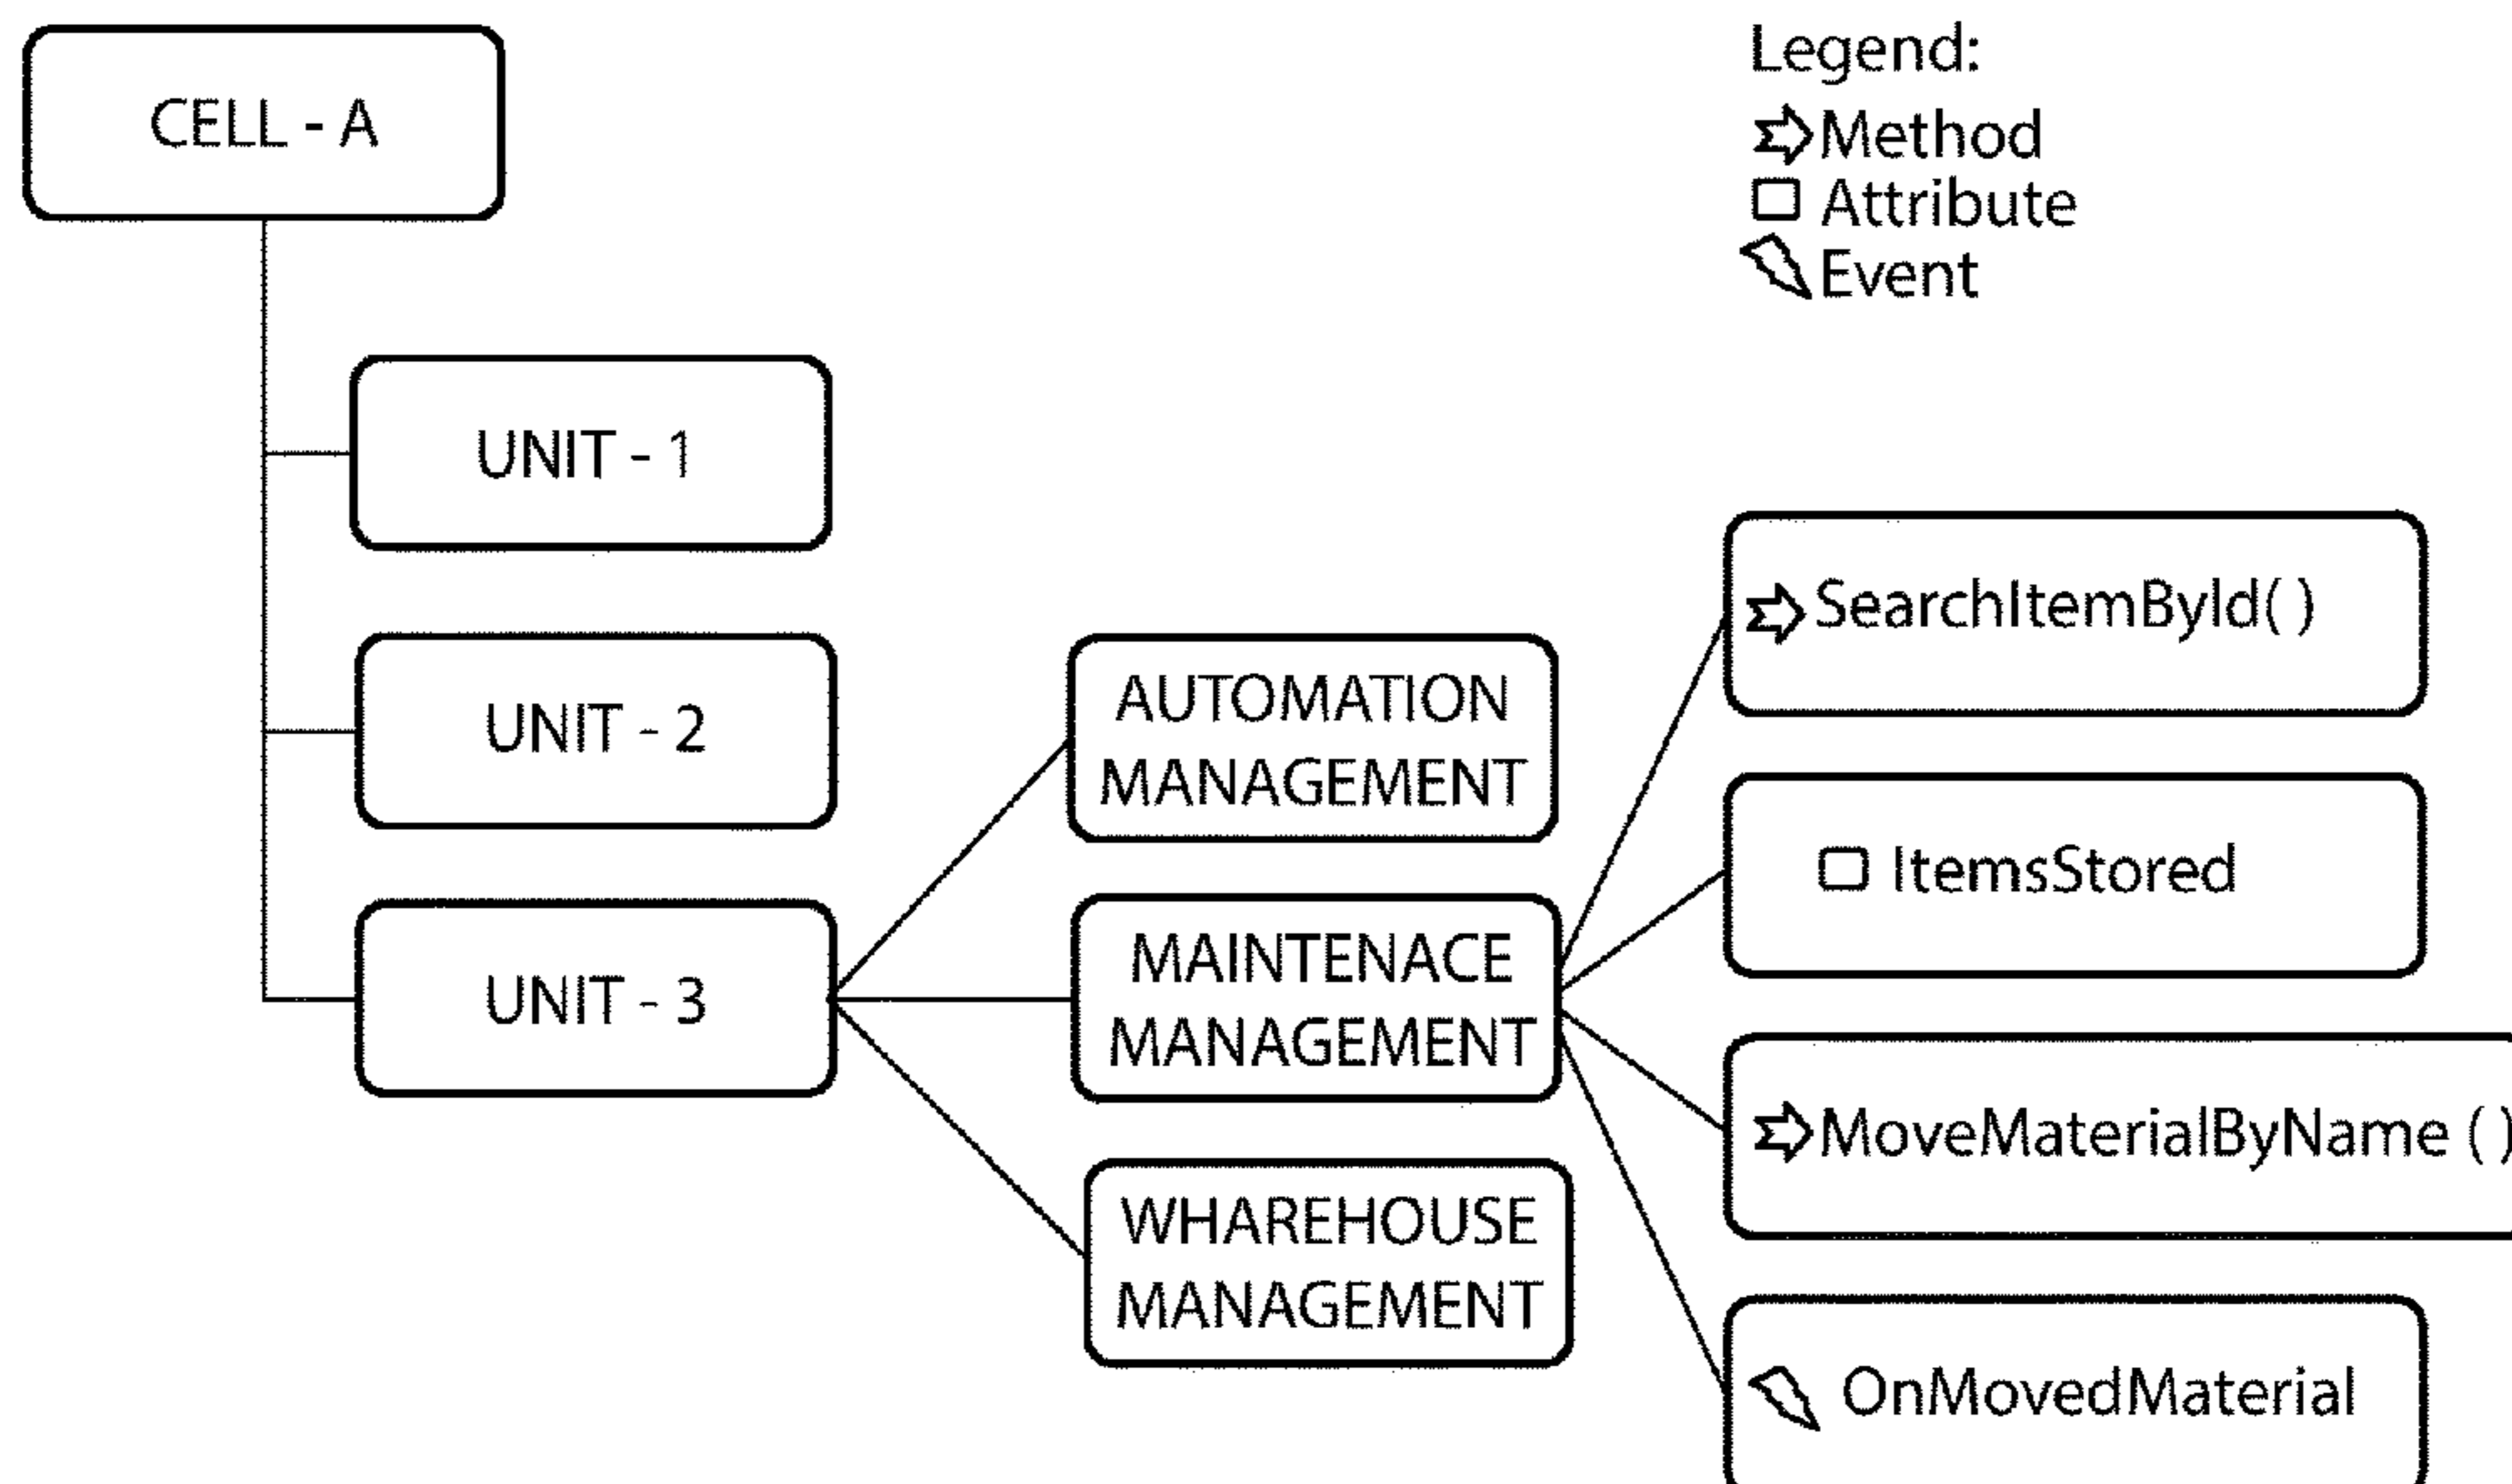 CELL - A
Legend:
Method
Attribute
Event
UNIT - 1
UNIT - 2
UNIT - 3
AUTOMATION
MANAGEMENT
MAINTENACE
MANAGEMENT
WHAREHOUSE
MANAGEMENT
SearchItemById( )
ItemsStored
MoveMaterialByName ( )
OnMovedMaterial